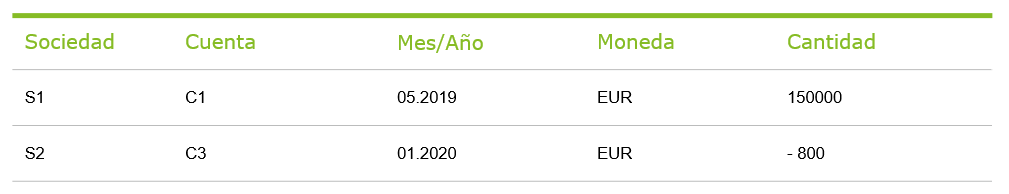 Sociedad Cuenta Mes/Año Moneda Cantidad
S1 C1 05.2019 EUR 150000
S2 C3 01.2020 EUR - 800